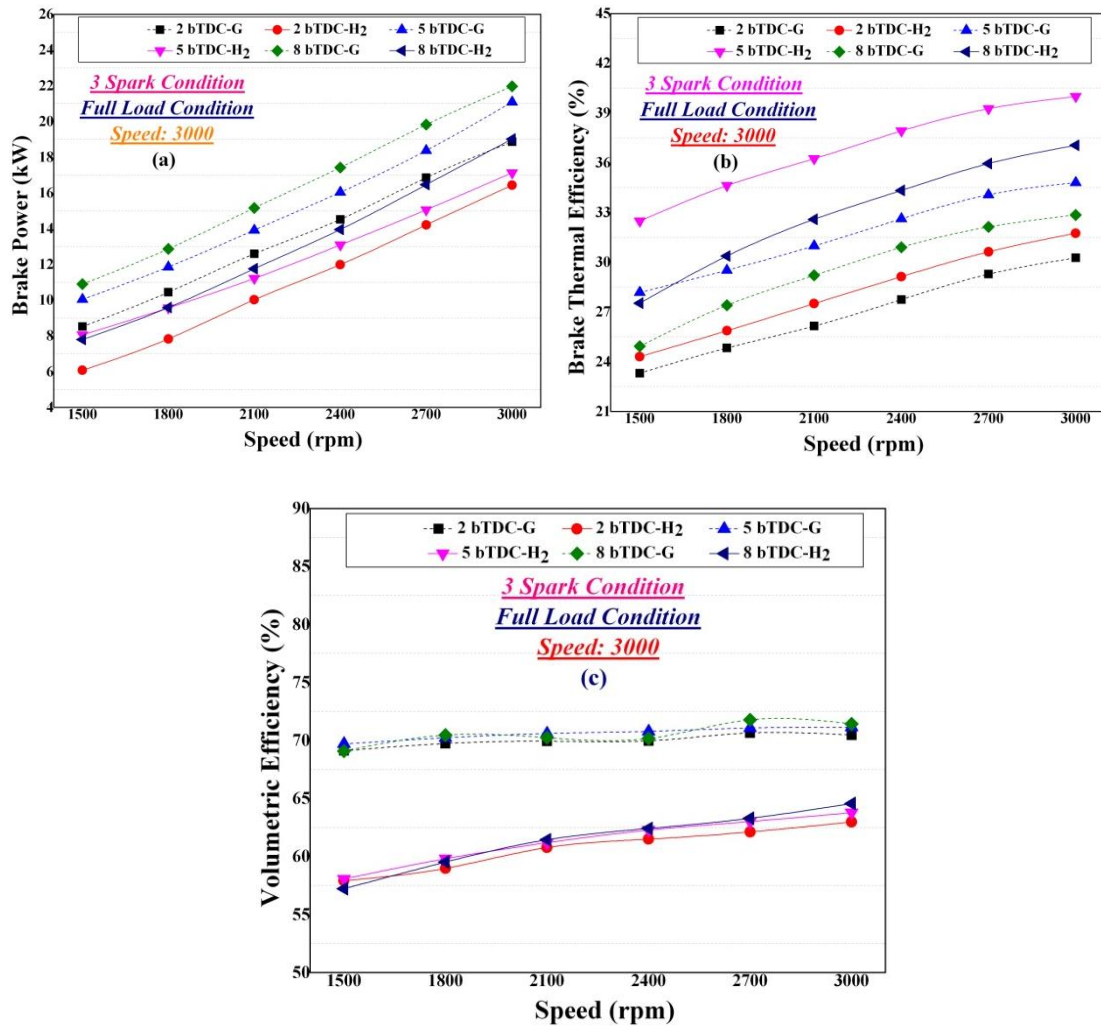 26
24
22
20
18
16
14
12
10
8
6
4
Brake Power (kW)
2 bTDC-G 2 bTDC-H2 5 bTDC-G
5 bTDC-H2 8 bTDC-G 8 bTDC-H2
3 Spark Condition
Full Load Condition
Speed: 3000
(a)
1500 1800 2100 2400 2700 3000
Speed (rpm)
45
42
39
36
33
30
27
24
21
Brake Thermal Efficiency (%)
2 bTDC-G 2 bTDC-H2 5 bTDC-G
5 bTDC-H2 8 bTDC-G 8 bTDC-H2
3 Spark Condition
Full Load Condition
Speed: 3000
(b)
1500 1800 2100 2400 2700 3000
Speed (rpm)
90
85
80
75
70
65
60
55
50
Volumetric Efficiency (%)
2 bTDC-G 2 bTDC-H2 5 bTDC-G
5 bTDC-H2 8 bTDC-G 8 bTDC-H2
3 Spark Condition
Full Load Condition
Speed: 3000
(c)
1500 1800 2100 2400 2700 3000
Speed (rpm)